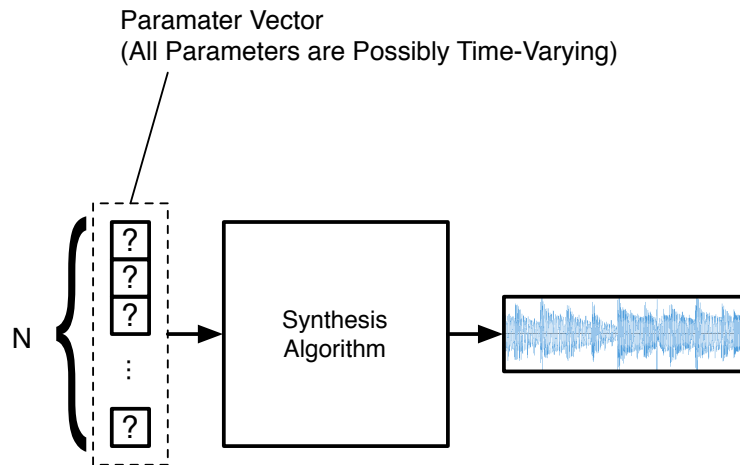 Paramater Vector
(All Parameters are Possibly Time-Varying)
N
?
?
?
...
?
Synthesis
Algorithm